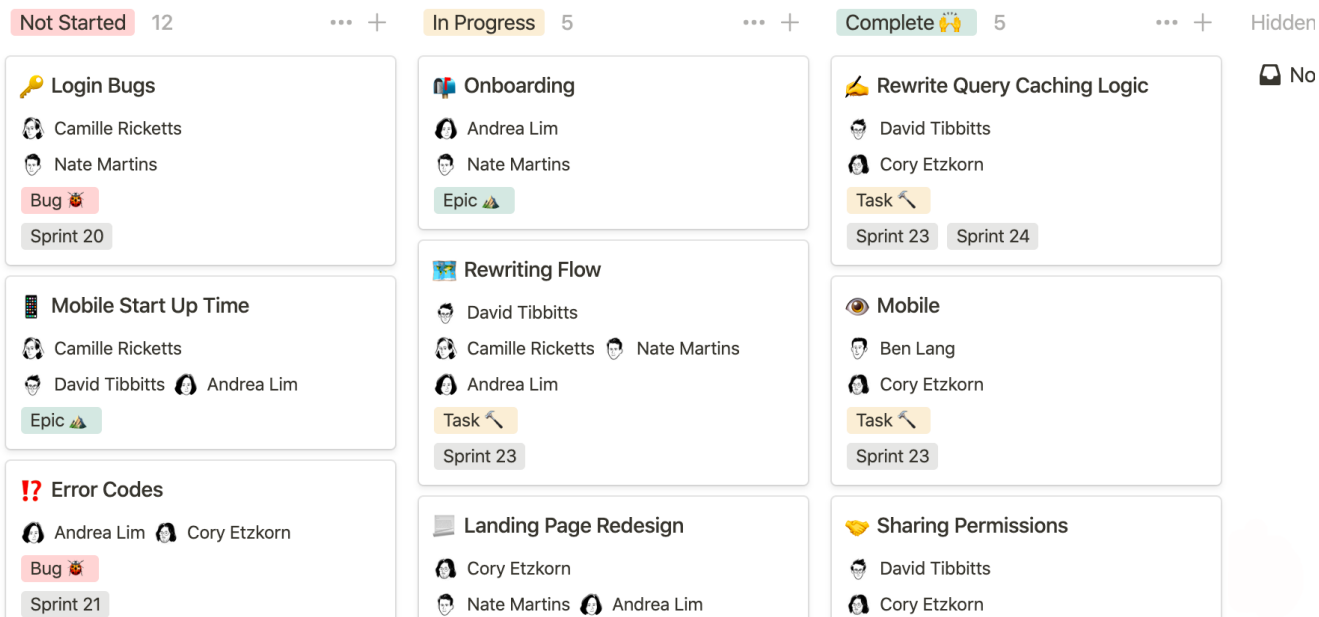 Not Started 12
Login Bugs
Camille Ricketts
Nate Martins
Bug
Sprint 20
Mobile Start Up Time
Camille Ricketts
David Tibbitts Andrea Lim
Epic
Error Codes
Andrea Lim Cory Etzkorn
Bug
Sprint 21
In Progress 5
Onboarding
Andrea Lim
Nate Martins
Epic
Rewriting Flow
David Tibbitts
Camille Ricketts Nate Martins
Andrea Lim
Task
Sprint 23
Landing Page Redesign
Cory Etzkorn
Nate Martins Andrea Lim
Complete 🙌 5
Rewrite Query Caching Logic
David Tibbitts
Cory Etzkorn
Task
Sprint 23 Sprint 24
Mobile
Ben Lang
Cory Etzkorn
Task
Sprint 23
Sharing Permissions
David Tibbitts
Cory Etzkorn
Hidden
No